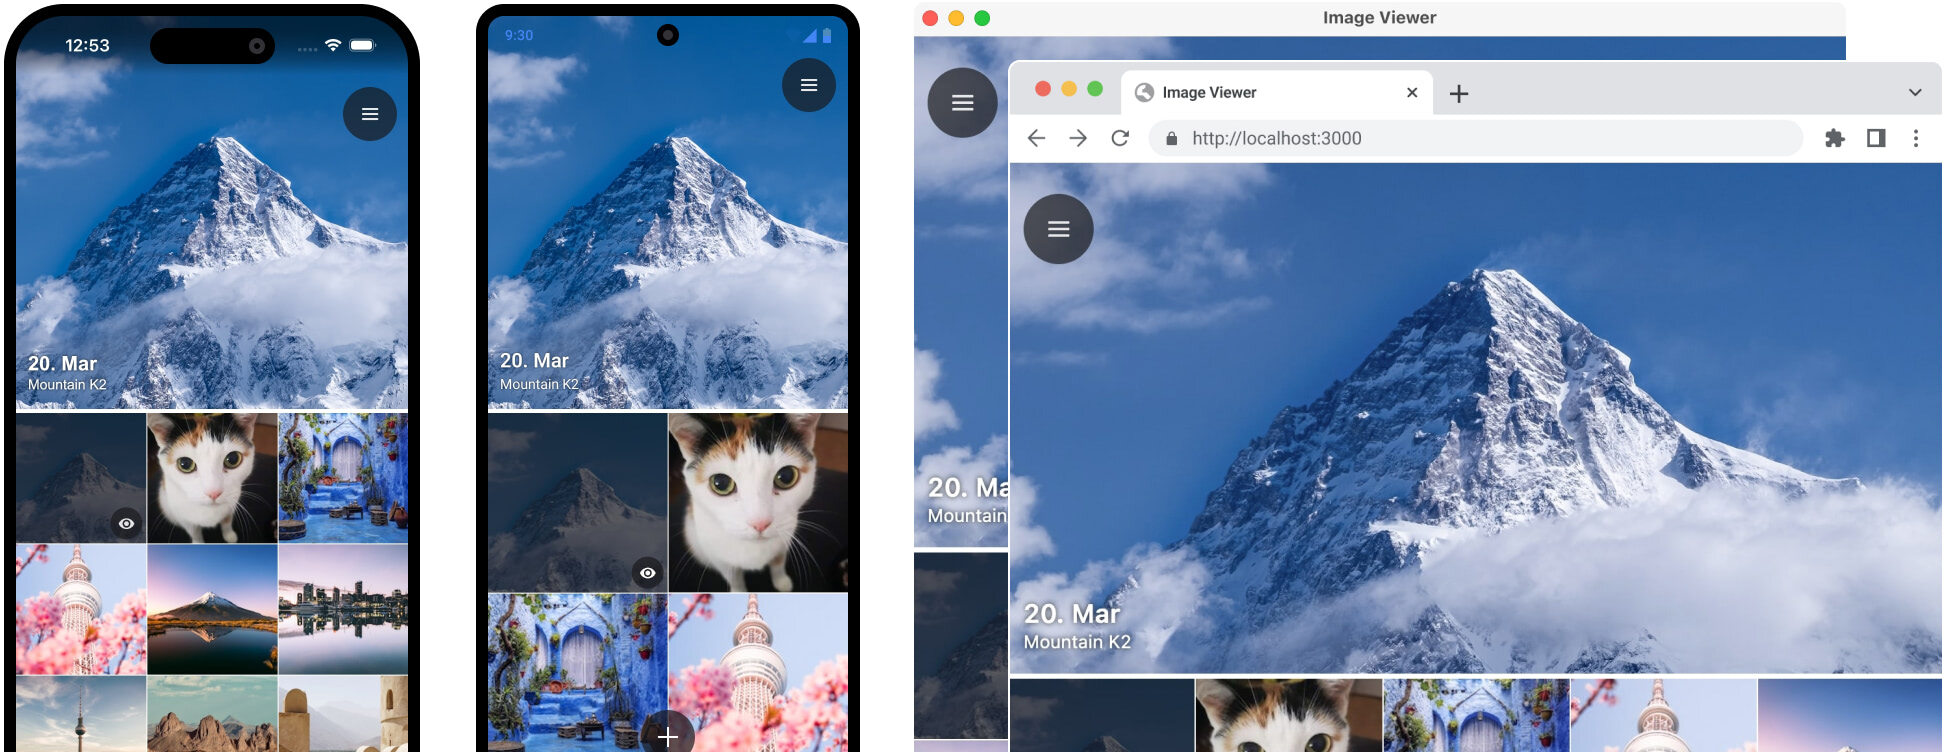 12:53
20. Mar
Mountain K2
9:30
20. Mar
Mountain K2
Image Viewer
20. Ma
Mountain
Image Viewer
http://localhost:3000
20. Mar
Mountain K2